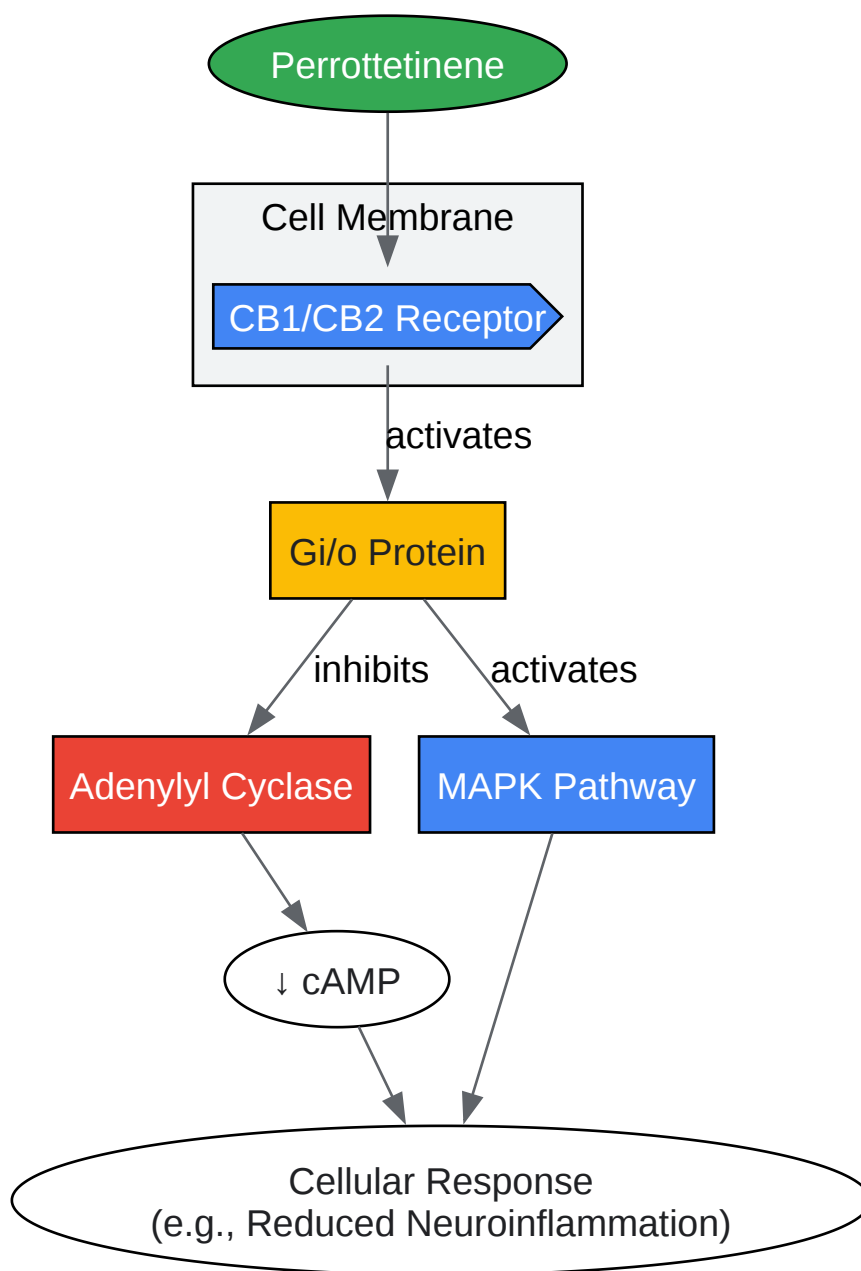 Perrottetinene
Cell Membrane
CB1/CB2 Receptor
activates
Gi/o Protein
inhibits
activates
Adenylyl Cyclase
MAPK Pathway
↓ cAMP
Cellular Response
(e.g., Reduced Neuroinflammation)